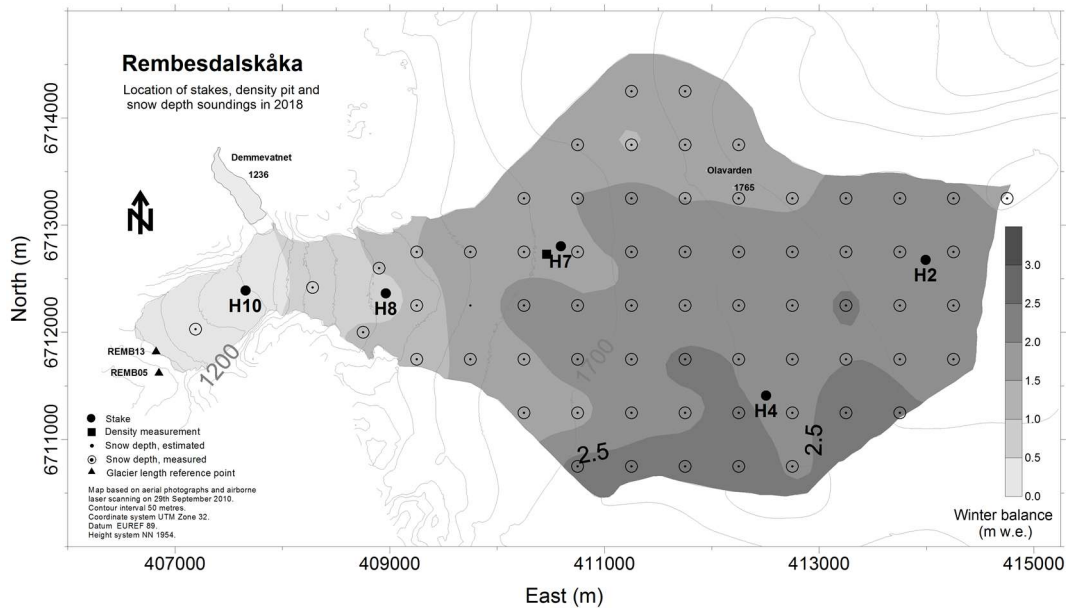 Rembesdalskåka
Location of stakes, density pit and
snow depth soundings in 2018
Demmevatnet
1236
Olavarden
1765
N
H7
H2
H10
H8
H4
REMB13
REMB05
1200
1700
2.5
2.5
Stake
Density measurement
Snow depth, estimated
Snow depth, measured
Glacier length reference point
Map based on aerial photographs and airborne
laser scanning on 29th September 2010.
Contour interval 50 metres.
Coordinate system UTM Zone 32.
Datum EUREF 89.
Height system NN 1954.
3.0
2.5
2.0
1.5
1.0
0.5
0.0
Winter balance
(m w.e.)
North (m)
6714000
6713000
6712000
6711000
407000
409000
411000
413000
415000
East (m)